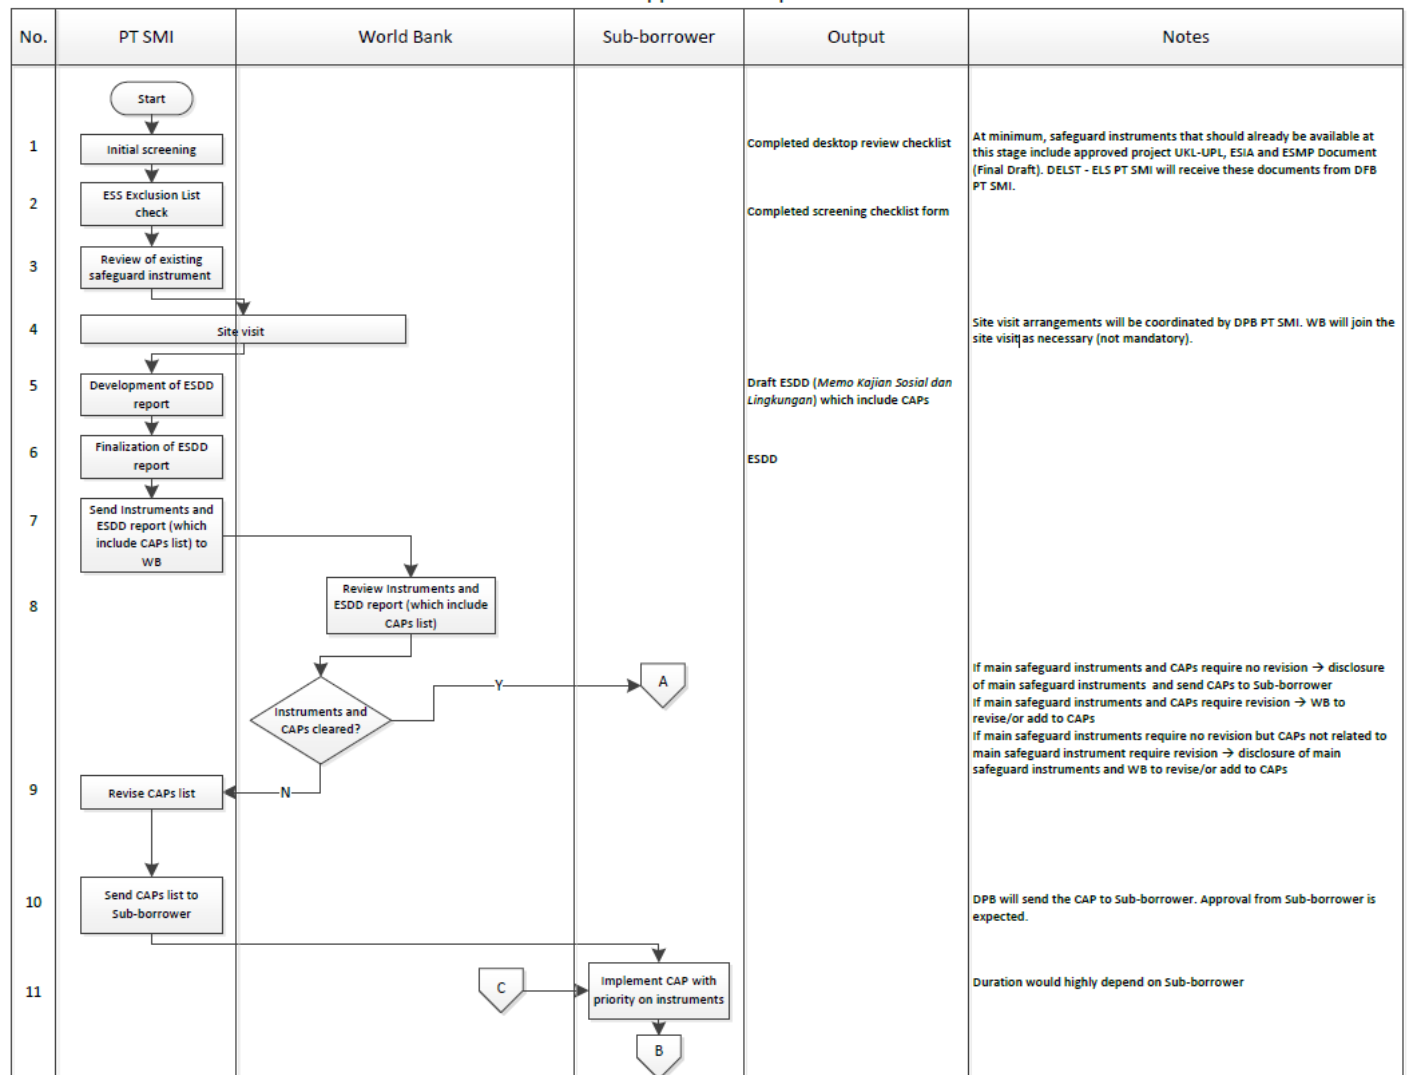 No.
PT SMI
World Bank
Sub-borrower
Output
Notes
Start
1
Initial screening
Completed desktop review checklist
At minimum, safeguard instruments that should already be available at
this stage include approved project UKL-UPL, ESIA and ESMP Document
(Final Draft). DELST - ELS PT SMI will receive these documents from DFB
PT SMI.
2
ESS Exclusion List
check
Completed screening checklist form
3
Review of existing
safeguard instrument
4
Site visit
Site visit arrangements will be coordinated by DPB PT SMI. WB will join the
site visit as necessary (not mandatory).
5
Development of ESDD
report
Draft ESDD (Memo Kajian Sosial dan
Lingkungan) which include CAPs
6
Finalization of ESDD
report
ESDD
7
Send Instruments and
ESDD report (which
include CAPs list) to
WB
8
Review Instruments and
ESDD report (which include
CAPs list)
Instruments and
CAPs cleared?
Y
A
If main safeguard instruments and CAPs require no revision → disclosure
of main safeguard instruments and send CAPs to Sub-borrower
If main safeguard instruments and CAPs require revision → WB to
revise/or add to CAPs
If main safeguard instruments require no revision but CAPs not related to
main safeguard instrument require revision → disclosure of main
safeguard instruments and WB to revise/or add to CAPs
9
Revise CAPs list
N
10
Send CAPs list to
Sub-borrower
DPB will send the CAP to Sub-borrower. Approval from Sub-borrower is
expected.
11
C
Implement CAP with
priority on instruments
Duration would highly depend on Sub-borrower
B